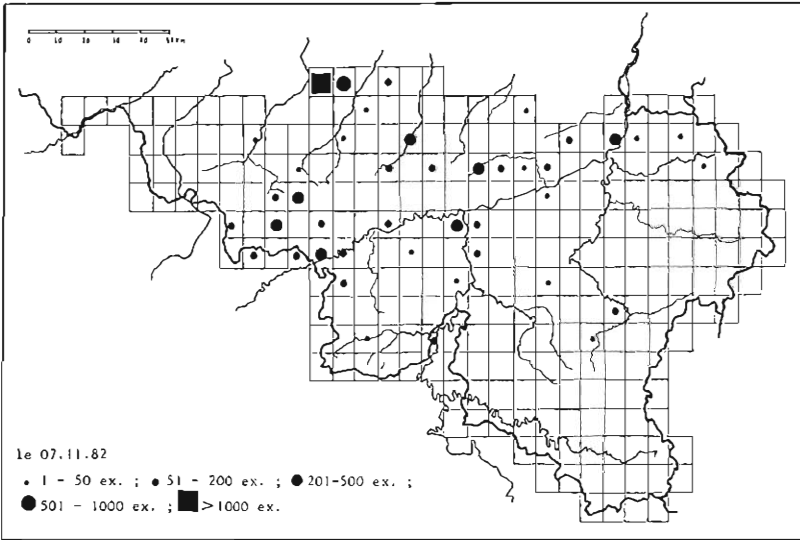 0 10 20 30 40 50 km
le 07.11.82
1 - 50 ex. ; 51 - 200 ex. ; 201-500 ex. ;
501 - 1000 ex. ; >1000 ex.